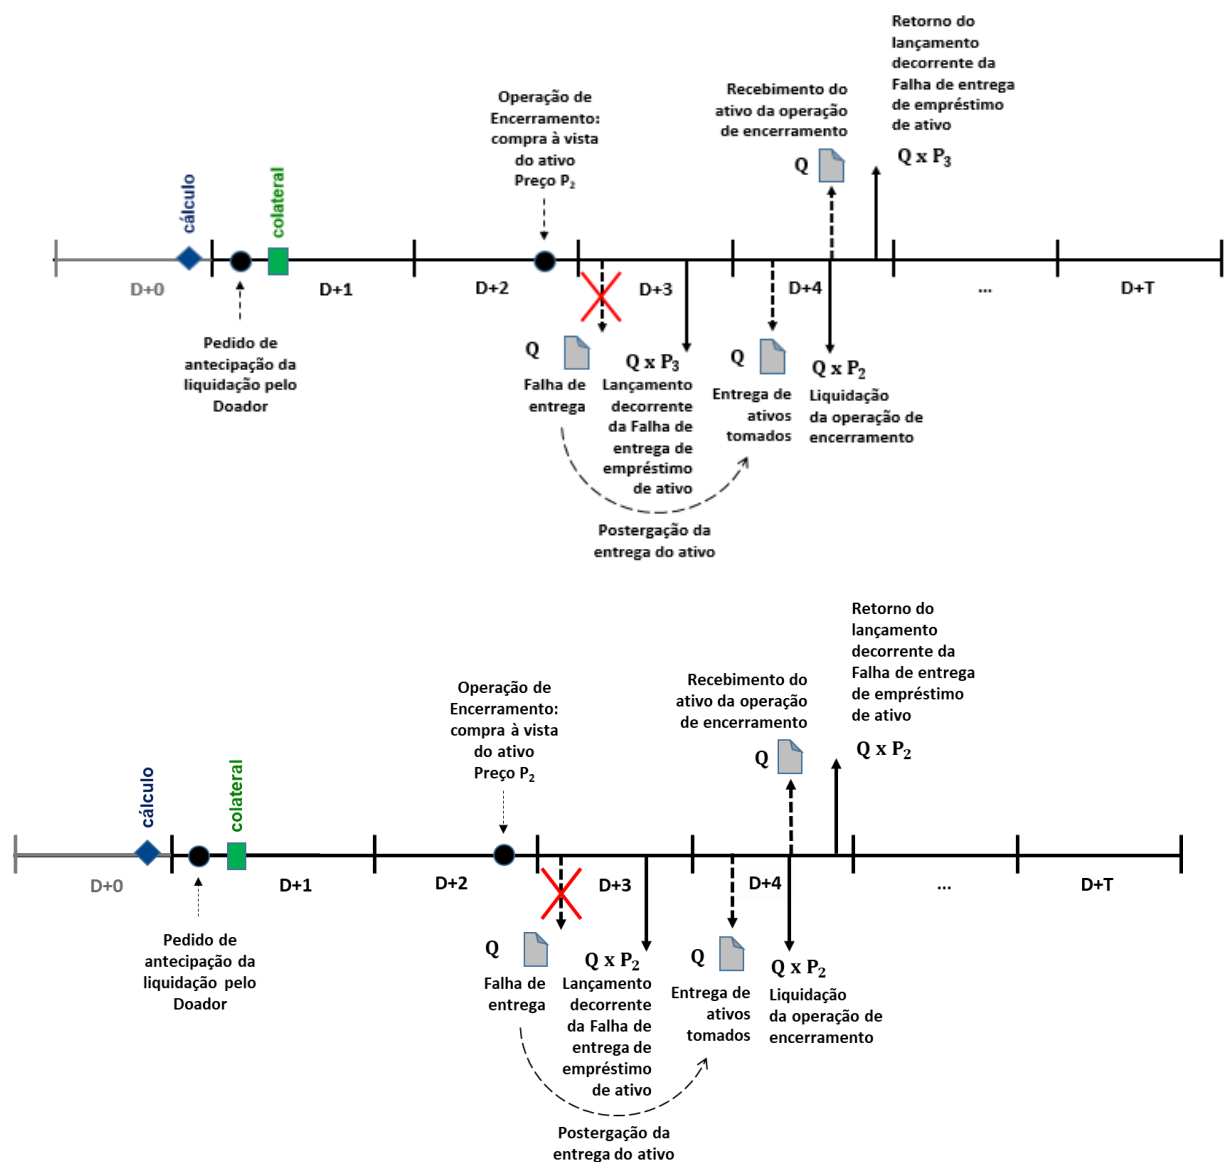 Retorno do
lançamento
decorrente da
Falha de entrega
de empréstimo
de ativo
Q x P₃
Recebimento do
ativo da operação
de encerramento
Q
Operação de
Encerramento:
compra à vista
do ativo
Preço P₂
cálculo
colateral
D+0
D+1
D+2
D+3
D+4
...
D+T
Pedido de
antecipação da
liquidação pelo
Doador
Q
Falha de
entrega
Q x P₃
Lançamento
decorrente
da Falha de
entrega de
empréstimo
de ativo
Q
Entrega de
ativos
tomados
Q x P₂
Liquidação
da operação de
encerramento
Postergação da
entrega do ativo
Retorno do
lançamento
decorrente da
Falha de entrega
de empréstimo
de ativo
Q x P₂
Recebimento do
ativo da operação
de encerramento
Q
Operação de
Encerramento:
compra à vista
do ativo
Preço P₂
cálculo
colateral
D+0
D+1
D+2
D+3
D+4
...
D+T
Pedido de
antecipação da
liquidação pelo
Doador
Q
Falha de
entrega
Q x P₂
Lançamento
decorrente
da Falha de
entrega de
empréstimo
de ativo
Q
Entrega de
ativos
tomados
Q x P₂
Liquidação
da operação de
encerramento
Postergação da
entrega do ativo